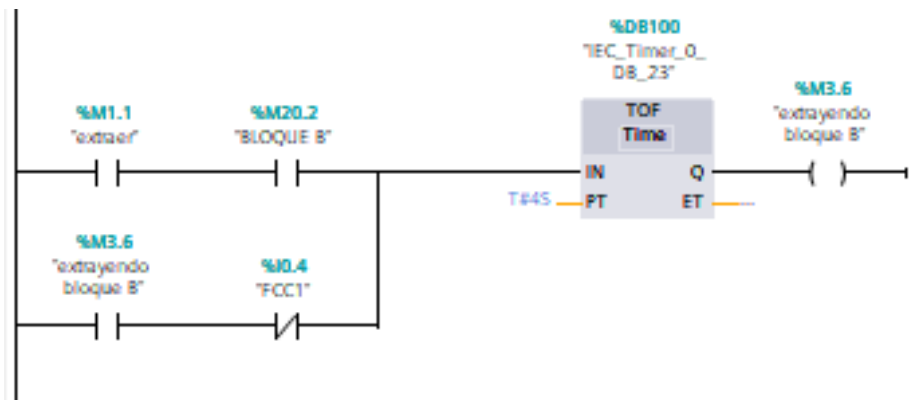 %DB100
"IEC_Timer_0_
DB_23"
%M1.1
"extraer"
%M20.2
"BLOQUE B"
TOF
Time
%M3.6
"extrayendo
bloque B"
IN
Q
T#4S
PT
ET
...
%M3.6
"extrayendo
bloque B"
%I0.4
"FCC1"